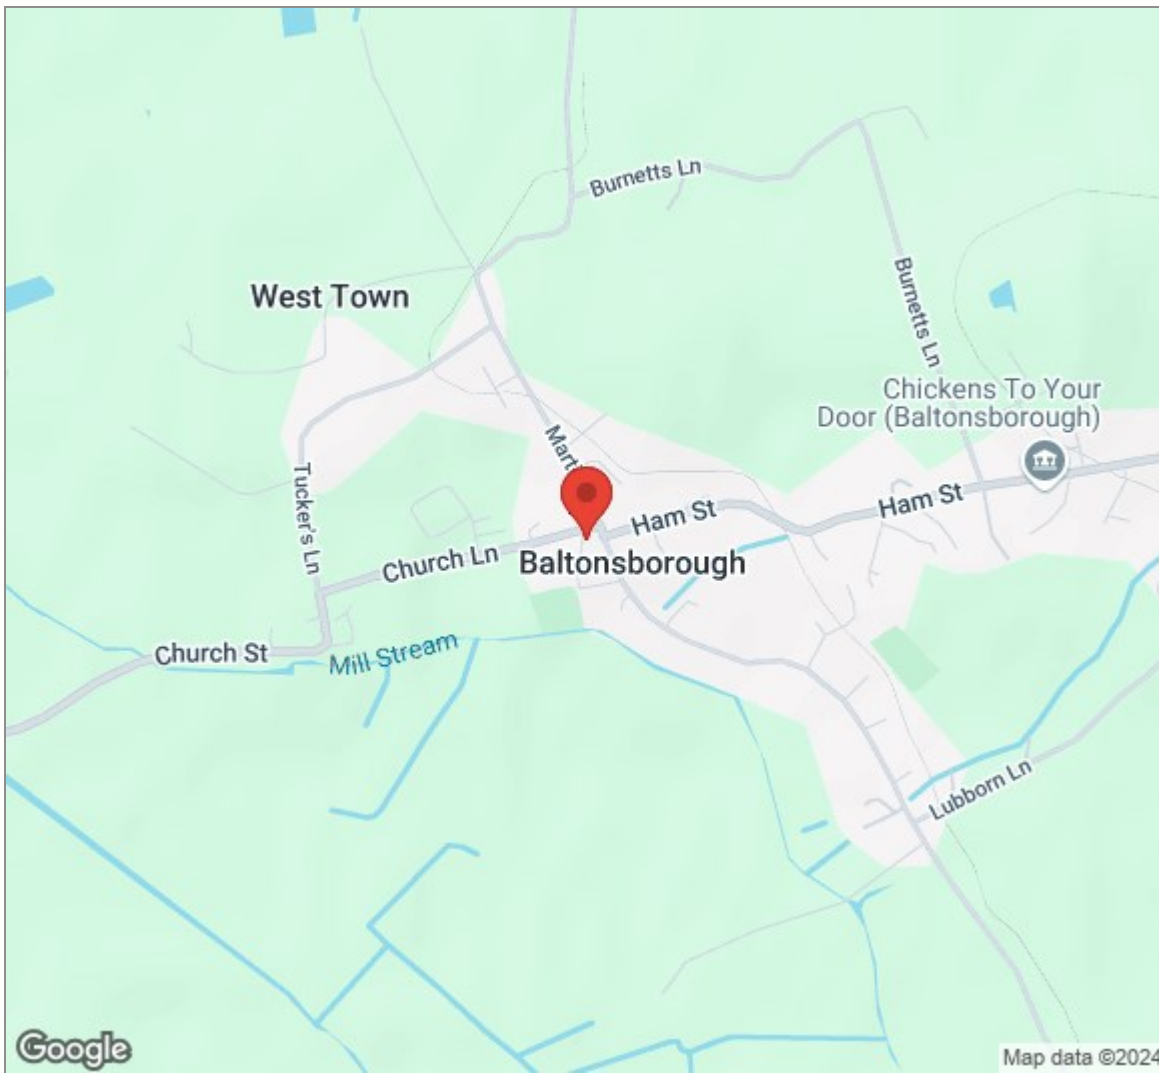 Burnetts Ln
West Town
Burnetts Ln
Chickens To Your
Door (Baltonsborough)
Tucker's Ln
Ham St
Ham St
Church Ln
Baltonsborough
Church St
Mill Stream
Lubborn Ln
Google
Map data ©2024